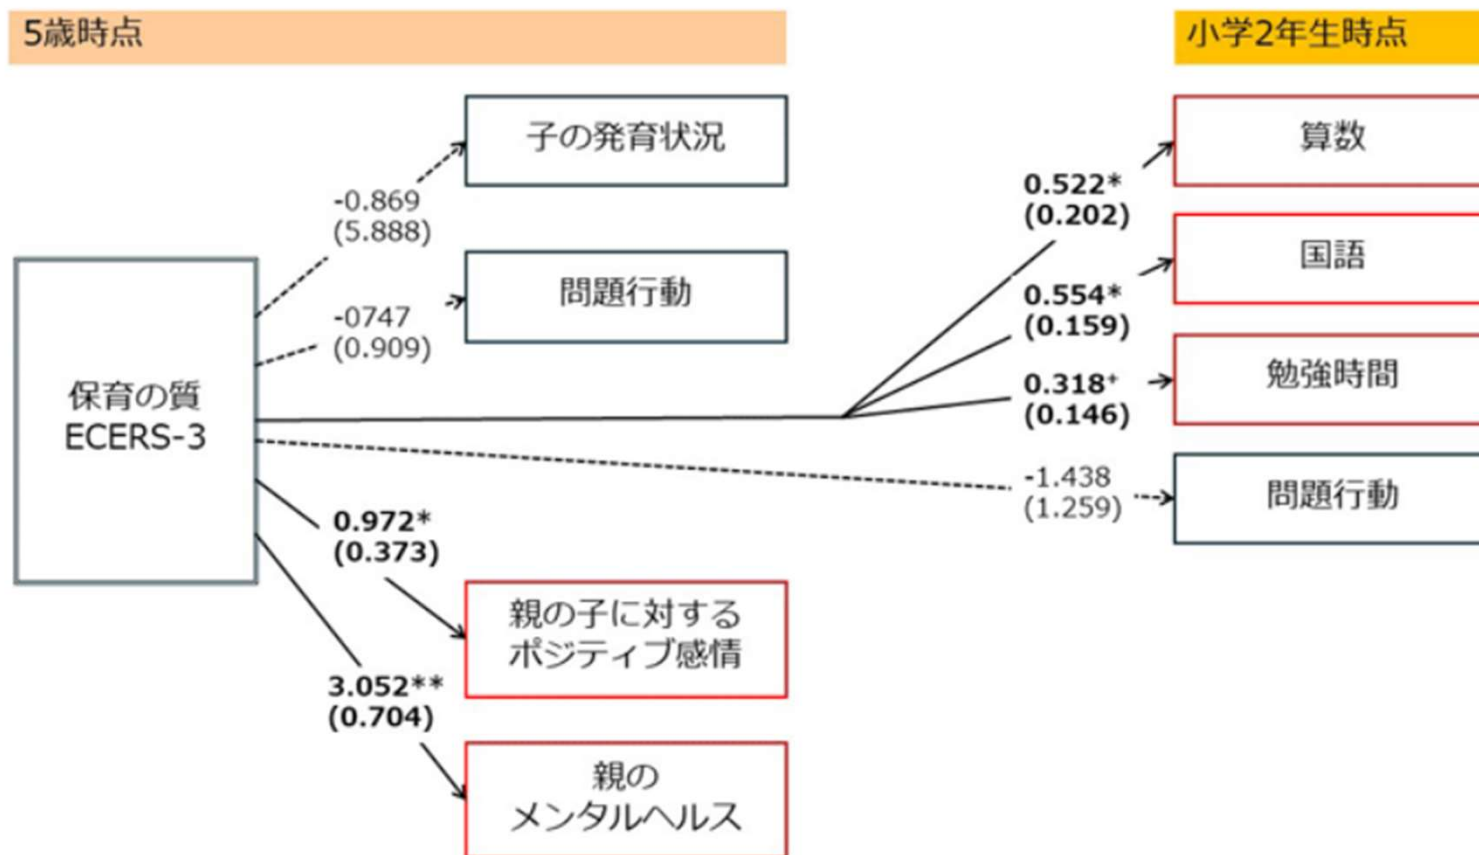 5歳時点
小学2年生時点
子の発育状況
算数
-0.869
(5.888)
0.522*
(0.202)
問題行動
国語
-0747
(0.909)
0.554*
(0.159)
保育の質
ECERS-3
勉強時間
0.318⁺
(0.146)
問題行動
-1.438
(1.259)
0.972*
(0.373)
親の子に対する
ポジティブ感情
3.052**
(0.704)
親の
メンタルヘルス